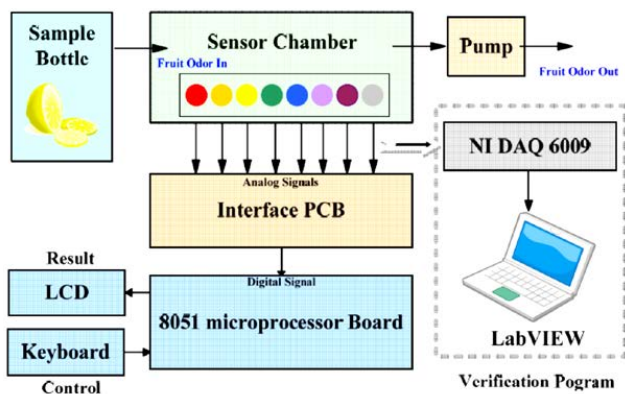 Sample
Bottle
Sensor Chamber
Fruit Odor In
Pump
Fruit Odor Out
NI DAQ 6009
Analog Signals
Interface PCB
Result
LCD
Digital Signal
8051 microprocessor Board
Keyboard
Control
LabVIEW
Verification Pogram